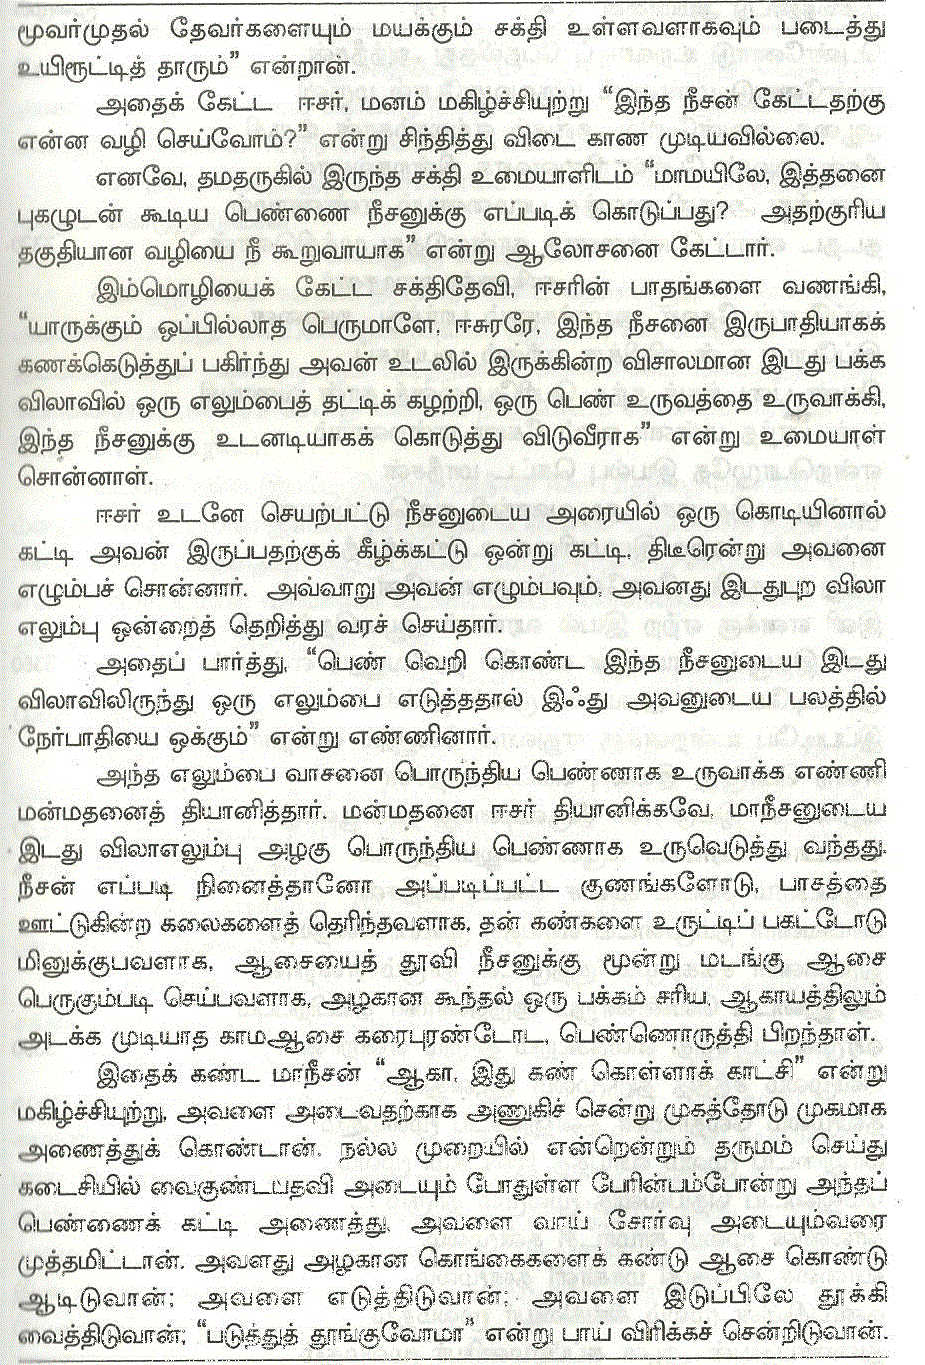 மூவர்முதல் தேவர்களையும் மயக்கும் சக்தி உள்ளவளாகவும் படைத்து
உயிரூட்டித் தாரும்” என்றான்.
அதைக் கேட்ட ஈசர், மனம் மகிழ்ச்சியுற்று “இந்த நீசன் கேட்டதற்கு
என்ன வழி செய்வோம்?” என்று சிந்தித்து விடை காண முடியவில்லை.
எனவே, தமதருகில் இருந்த சக்தி உமையாளிடம் “மாமயிலே, இத்தனை
புகழுடன் கூடிய பெண்ணை நீசனுக்கு எப்படிக் கொடுப்பது? அதற்குரிய
தகுதியான வழியை நீ கூறுவாயாக” என்று ஆலோசனை கேட்டார்.
இம்மொழியைக் கேட்ட சக்திதேவி, ஈசரின் பாதங்களை வணங்கி,
“யாருக்கும் ஒப்பில்லாத பெருமாளே, ஈசுரரே, இந்த நீசனை இருபாதியாகக்
கணக்கெடுத்துப் பகிர்ந்து அவன் உடலில் இருக்கின்ற விசாலமான இடது பக்க
விலாவில் ஒரு எலும்பைத் தட்டிக் கழற்றி, ஒரு பெண் உருவத்தை உருவாக்கி,
இந்த நீசனுக்கு உடனடியாகக் கொடுத்து விடுவீராக” என்று உமையாள்
சொன்னாள்.
ஈசர் உடனே செயற்பட்டு நீசனுடைய அரையில் ஒரு கொடியினால்
கட்டி அவன் இருப்பதற்குக் கீழ்க்கட்டு ஒன்று கட்டி, திடீரென்று அவனை
எழும்பச் சொன்னார். அவ்வாறு அவன் எழும்பவும், அவனது இடதுபுற விலா
எலும்பு ஒன்றைத் தெறித்து வரச் செய்தார்.
அதைப் பார்த்து, “பெண் வெறி கொண்ட இந்த நீசனுடைய இடது
விலாவிலிருந்து ஒரு எலும்பை எடுத்ததால் இஃது அவனுடைய பலத்தில்
நேர்பாதியை ஒக்கும்” என்று எண்ணினார்.
அந்த எலும்பை வாசனை பொருந்திய பெண்ணாக உருவாக்க எண்ணி
மன்மதனைத் தியானித்தார். மன்மதனை ஈசர் தியானிக்கவே, மாநீசனுடைய
இடது விலாஎலும்பு அழகு பொருந்திய பெண்ணாக உருவெடுத்து வந்தது.
நீசன் எப்படி நினைத்தானோ அப்படிப்பட்ட குணங்களோடு, பாசத்தை
ஊட்டுகின்ற கலைகளைத் தெரிந்தவளாக, தன் கண்களை உருட்டிப் பகட்டோடு
மினுக்குபவளாக, ஆசையைத் தூவி நீசனுக்கு மூன்று மடங்கு ஆசை
பெருகும்படி செய்பவளாக, அழகான கூந்தல் ஒரு பக்கம் சரிய, ஆகாயத்திலும்
அடக்க முடியாத காமஆசை கரைபுரண்டோட, பெண்ணொருத்தி பிறந்தாள்.
இதைக் கண்ட மாநீசன் “ஆகா, இது கண் கொள்ளாக் காட்சி” என்று
மகிழ்ச்சியுற்று, அவளை அடைவதற்காக அணுகிச் சென்று முகத்தோடு முகமாக
அணைத்துக் கொண்டான். நல்ல முறையில் என்றென்றும் தருமம் செய்து
கடைசியில் வைகுண்டபதவி அடையும் போதுள்ள பேரின்பம்போன்று அந்தப்
பெண்ணைக் கட்டி அணைத்து, அவளை வாய் சோர்வு அடையும்வரை
முத்தமிட்டான். அவளது அழகான கொங்கைகளைக் கண்டு ஆசை கொண்டு
ஆடிடுவான்; அவளை எடுத்திடுவான்; அவளை இடுப்பிலே தூக்கி
வைத்திடுவான்; “படுத்துத் தூங்குவோமா” என்று பாய் விரிக்கச் சென்றிடுவான்.